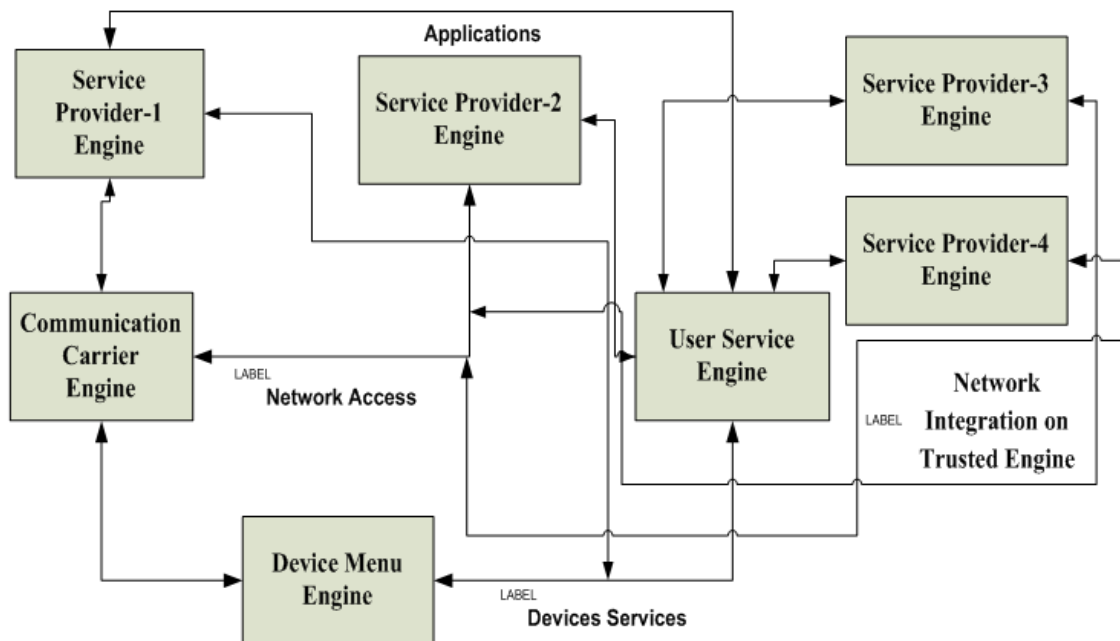 Applications
Service
Provider-1
Engine
Service Provider-2
Engine
Service Provider-3
Engine
Service Provider-4
Engine
Communication
Carrier
Engine
User Service
Engine
LABEL
Network Access
Network
LABEL
Integration on
Trusted Engine
Device Menu
Engine
LABEL
Devices Services